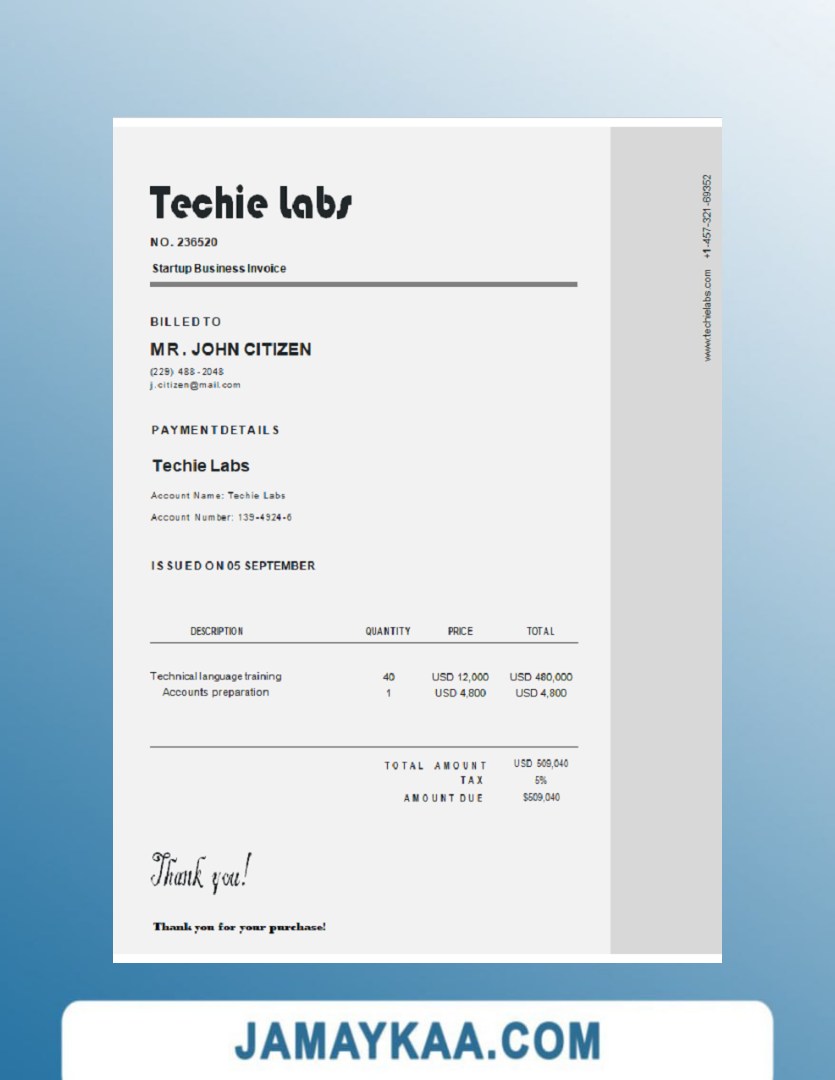 Techie Labs
NO. 236520
Startup Business Invoice
BILLED TO
MR. JOHN CITIZEN
(229) 488-2048
j.citizen@mail.com
PAYMENT DETAILS
Techie Labs
Account Name: Techie Labs
Account Number: 139-4924-6
ISSUED ON 05 SEPTEMBER
DESCRIPTION QUANTITY PRICE TOTAL
Technical language training 40 USD 12,000 USD 480,000
Accounts preparation 1 USD 4,800 USD 4,800
TOTAL AMOUNT USD 509,040
TAX 5%
AMOUNT DUE $509,040
Thank you!
Thank you for your purchase!
www.techielabs.com +1-457-321-69352
JAMAYKAA.COM